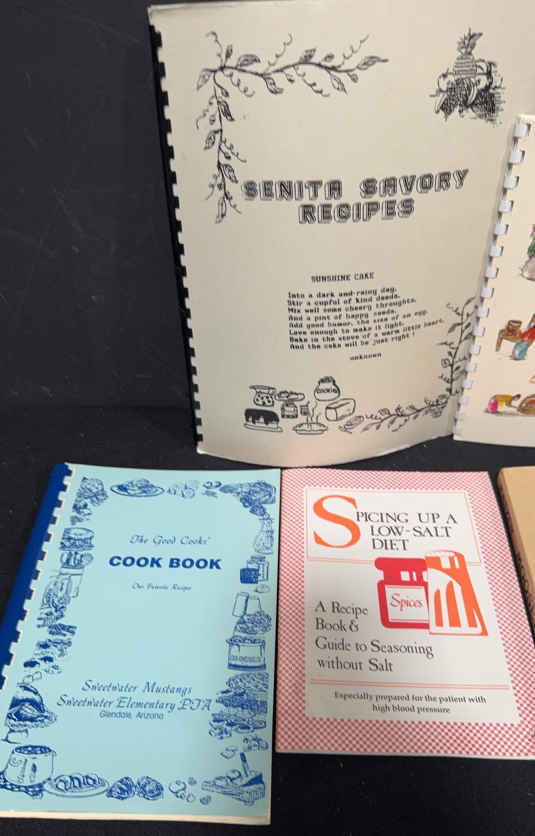 SENITA SAVORY
RECIPES
SUNSHINE CAKE
Into a dark and rainy day,
Stir a cupful of kind deeds,
Mix well some cheery throughts,
And a pint of happy seeds.
Add good humor, the size of an egg,
Love enough to make it light.
Bake in the stove of a warm little heart,
And the cake will be just right !
unknown
COOKIES
The Good Cooks'
COOK BOOK
Our Favorite Recipes
Sweetwater Mustangs
Sweetwater Elementary PTA
Glendale, Arizona
SPICING UP A
LOW-SALT
DIET
Spices
A Recipe
Book &
Guide to Seasoning
without Salt
Especially prepared for the patient with
high blood pressure